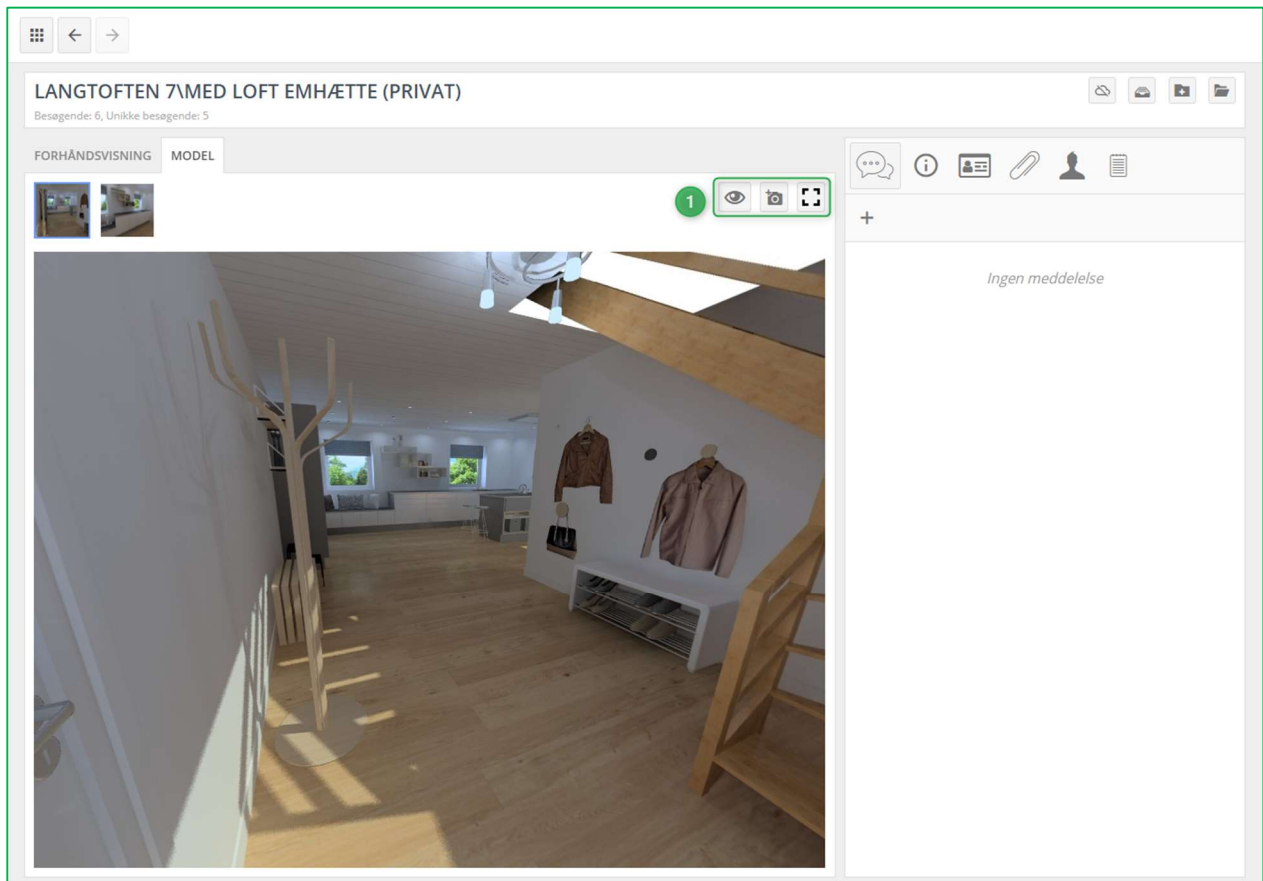 LANGTOFTEN 7\MED LOFT EMHÆTTE (PRIVAT)
Besøgende: 6, Unikke besøgende: 5
FORHÅNDSVISNING MODEL
1
Ingen meddelelse